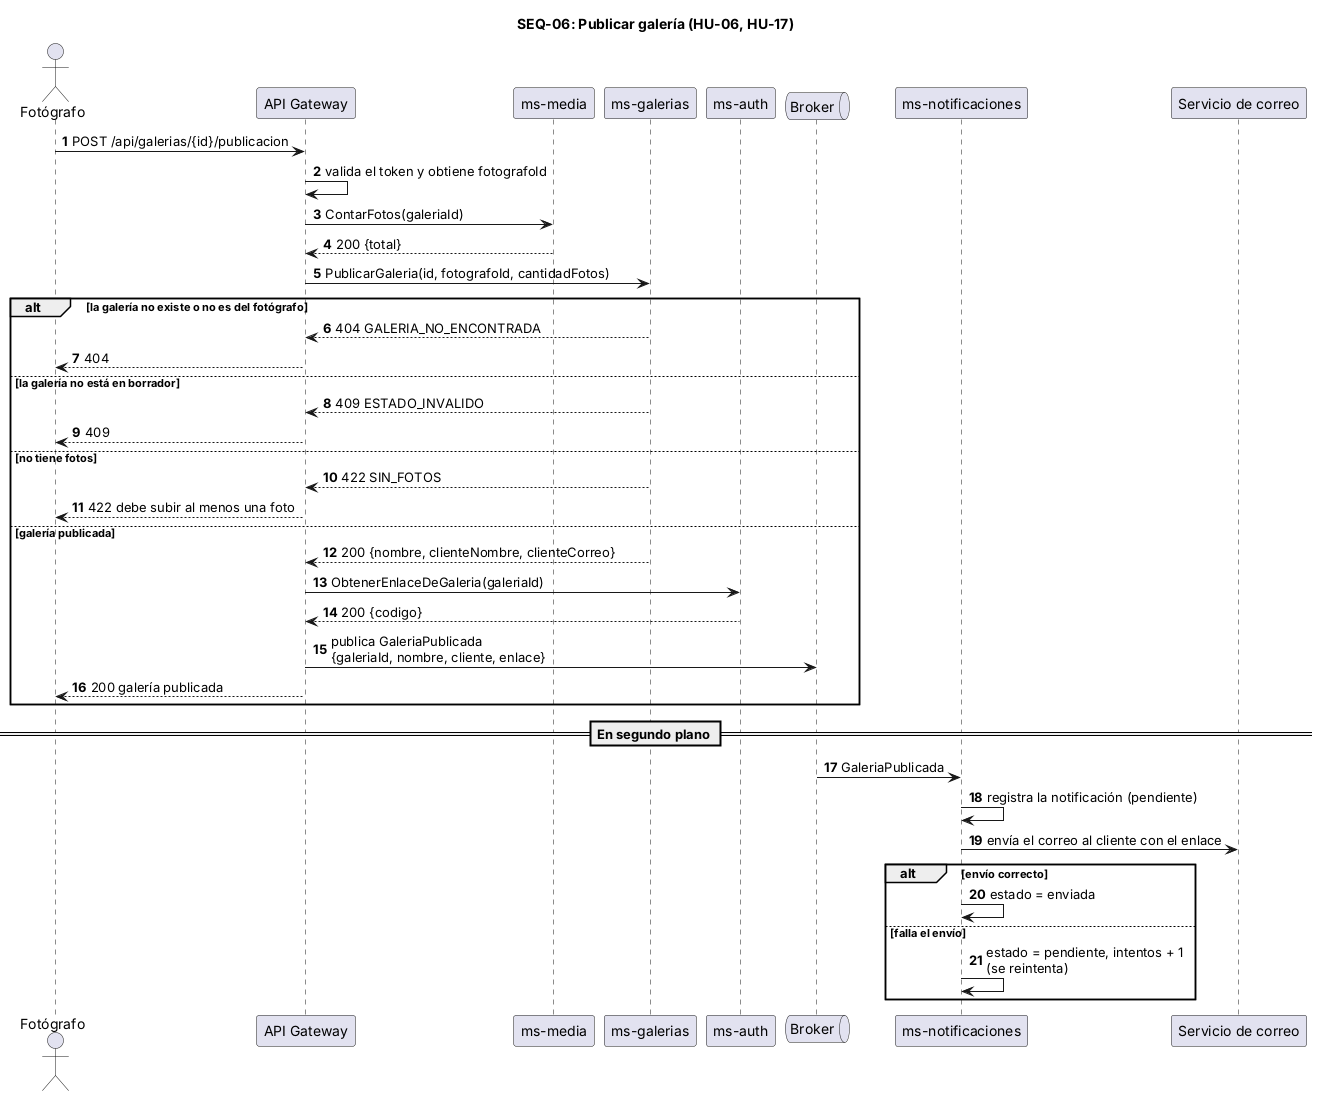 SEQ-06: Publicar galería (HU-06, HU-17)
Fotógrafo
API Gateway
ms-media
ms-galerias
ms-auth
Broker
ms-notificaciones
Servicio de correo
1 POST /api/galerias/{id}/publicacion
2 valida el token y obtiene fotografoId
3 ContarFotos(galeriaId)
4 200 {total}
5 PublicarGaleria(id, fotografoId, cantidadFotos)
alt [la galería no existe o no es del fotógrafo]
6 404 GALERIA_NO_ENCONTRADA
7 404
[la galería no está en borrador]
8 409 ESTADO_INVALIDO
9 409
[no tiene fotos]
10 422 SIN_FOTOS
11 422 debe subir al menos una foto
[galería publicada]
12 200 {nombre, clienteNombre, clienteCorreo}
13 ObtenerEnlaceDeGaleria(galeriaId)
14 200 {codigo}
15 publica GaleriaPublicada
{galeriaId, nombre, cliente, enlace}
16 200 galería publicada
En segundo plano
17 GaleriaPublicada
18 registra la notificación (pendiente)
19 envía el correo al cliente con el enlace
alt [envío correcto]
20 estado = enviada
[falla el envío]
21 estado = pendiente, intentos + 1
(se reintenta)
Fotógrafo
API Gateway
ms-media
ms-galerias
ms-auth
Broker
ms-notificaciones
Servicio de correo